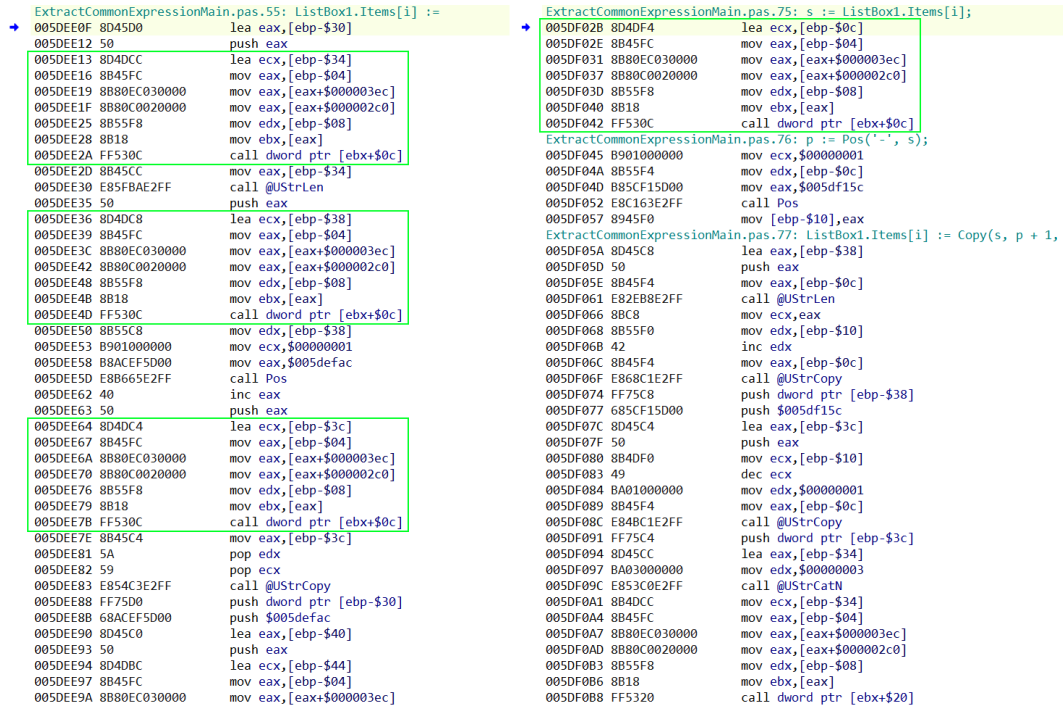 ExtractCommonExpressionMain.pas.55: ListBox1.Items[i] :=
005DEE0F 8D45D0 lea eax,[ebp-$30]
005DEE12 50 push eax
005DEE13 8D4DCC lea ecx,[ebp-$34]
005DEE16 8B45FC mov eax,[ebp-$04]
005DEE19 8B80EC030000 mov eax,[eax+$000003ec]
005DEE1F 8B80C0020000 mov eax,[eax+$000002c0]
005DEE25 8B55F8 mov edx,[ebp-$08]
005DEE28 8B18 mov ebx,[eax]
005DEE2A FF530C call dword ptr [ebx+$0c]
005DEE2D 8B45CC mov eax,[ebp-$34]
005DEE30 E85FBAE2FF call @UStrLen
005DEE35 50 push eax
005DEE36 8D4DC8 lea ecx,[ebp-$38]
005DEE39 8B45FC mov eax,[ebp-$04]
005DEE3C 8B80EC030000 mov eax,[eax+$000003ec]
005DEE42 8B80C0020000 mov eax,[eax+$000002c0]
005DEE48 8B55F8 mov edx,[ebp-$08]
005DEE4B 8B18 mov ebx,[eax]
005DEE4D FF530C call dword ptr [ebx+$0c]
005DEE50 8B55C8 mov edx,[ebp-$38]
005DEE53 B901000000 mov ecx,$00000001
005DEE58 B8ACEF5D00 mov eax,$005defac
005DEE5D E8B665E2FF call Pos
005DEE62 40 inc eax
005DEE63 50 push eax
005DEE64 8D4DC4 lea ecx,[ebp-$3c]
005DEE67 8B45FC mov eax,[ebp-$04]
005DEE6A 8B80EC030000 mov eax,[eax+$000003ec]
005DEE70 8B80C0020000 mov eax,[eax+$000002c0]
005DEE76 8B55F8 mov edx,[ebp-$08]
005DEE79 8B18 mov ebx,[eax]
005DEE7B FF530C call dword ptr [ebx+$0c]
005DEE7E 8B45C4 mov eax,[ebp-$3c]
005DEE81 5A pop edx
005DEE82 59 pop ecx
005DEE83 E854C3E2FF call @UStrCopy
005DEE88 FF75D0 push dword ptr [ebp-$30]
005DEE8B 68ACEF5D00 push $005defac
005DEE90 8D45C0 lea eax,[ebp-$40]
005DEE93 50 push eax
005DEE94 8D4DBC lea ecx,[ebp-$44]
005DEE97 8B45FC mov eax,[ebp-$04]
005DEE9A 8B80EC030000 mov eax,[eax+$000003ec]
ExtractCommonExpressionMain.pas.75: s := ListBox1.Items[i];
005DF02B 8D4DF4 lea ecx,[ebp-$0c]
005DF02E 8B45FC mov eax,[ebp-$04]
005DF031 8B80EC030000 mov eax,[eax+$000003ec]
005DF037 8B80C0020000 mov eax,[eax+$000002c0]
005DF03D 8B55F8 mov edx,[ebp-$08]
005DF040 8B18 mov ebx,[eax]
005DF042 FF530C call dword ptr [ebx+$0c]
ExtractCommonExpressionMain.pas.76: p := Pos('-', s);
005DF045 B901000000 mov ecx,$00000001
005DF04A 8B55F4 mov edx,[ebp-$0c]
005DF04D B85CF15D00 mov eax,$005df15c
005DF052 E8C163E2FF call Pos
005DF057 8945F0 mov [ebp-$10],eax
ExtractCommonExpressionMain.pas.77: ListBox1.Items[i] := Copy(s, p + 1,
005DF05A 8D45C8 lea eax,[ebp-$38]
005DF05D 50 push eax
005DF05E 8B45F4 mov eax,[ebp-$0c]
005DF061 E82EB8E2FF call @UStrLen
005DF066 8BC8 mov ecx,eax
005DF068 8B55F0 mov edx,[ebp-$10]
005DF06B 42 inc edx
005DF06C 8B45F4 mov eax,[ebp-$0c]
005DF06F E868C1E2FF call @UStrCopy
005DF074 FF75C8 push dword ptr [ebp-$38]
005DF077 685CF15D00 push $005df15c
005DF07C 8D45C4 lea eax,[ebp-$3c]
005DF07F 50 push eax
005DF080 8B4DF0 mov ecx,[ebp-$10]
005DF083 49 dec ecx
005DF084 BA01000000 mov edx,$00000001
005DF089 8B45F4 mov eax,[ebp-$0c]
005DF08C E84BC1E2FF call @UStrCopy
005DF091 FF75C4 push dword ptr [ebp-$3c]
005DF094 8D45CC lea eax,[ebp-$34]
005DF097 BA03000000 mov edx,$00000003
005DF09C E853C0E2FF call @UStrCatN
005DF0A1 8B4DCC mov ecx,[ebp-$34]
005DF0A4 8B45FC mov eax,[ebp-$04]
005DF0A7 8B80EC030000 mov eax,[eax+$000003ec]
005DF0AD 8B80C0020000 mov eax,[eax+$000002c0]
005DF0B3 8B55F8 mov edx,[ebp-$08]
005DF0B6 8B18 mov ebx,[eax]
005DF0B8 FF5320 call dword ptr [ebx+$20]